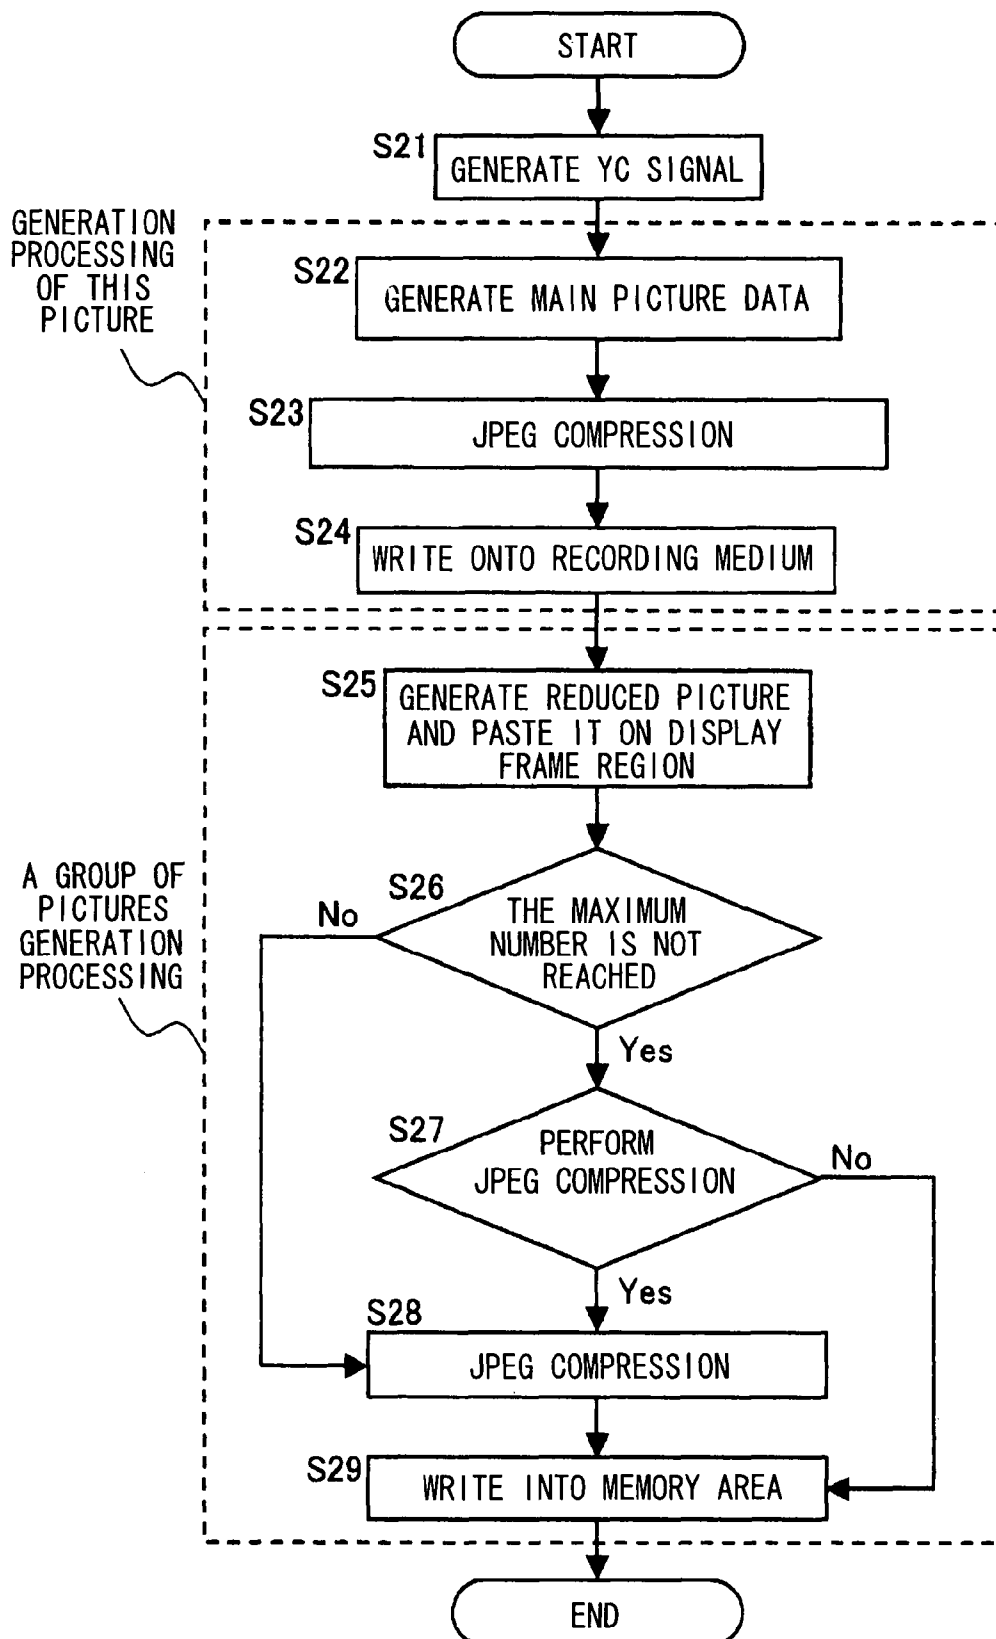 START
S21
GENERATE YC SIGNAL
GENERATION
PROCESSING
OF THIS
PICTURE
S22
GENERATE MAIN PICTURE DATA
S23
JPEG COMPRESSION
S24
WRITE ONTO RECORDING MEDIUM
S25
GENERATE REDUCED PICTURE
AND PASTE IT ON DISPLAY
FRAME REGION
A GROUP OF
PICTURES
GENERATION
PROCESSING
S26
No
THE MAXIMUM
NUMBER IS NOT
REACHED
Yes
S27
PERFORM
JPEG COMPRESSION
No
Yes
S28
JPEG COMPRESSION
S29
WRITE INTO MEMORY AREA
END